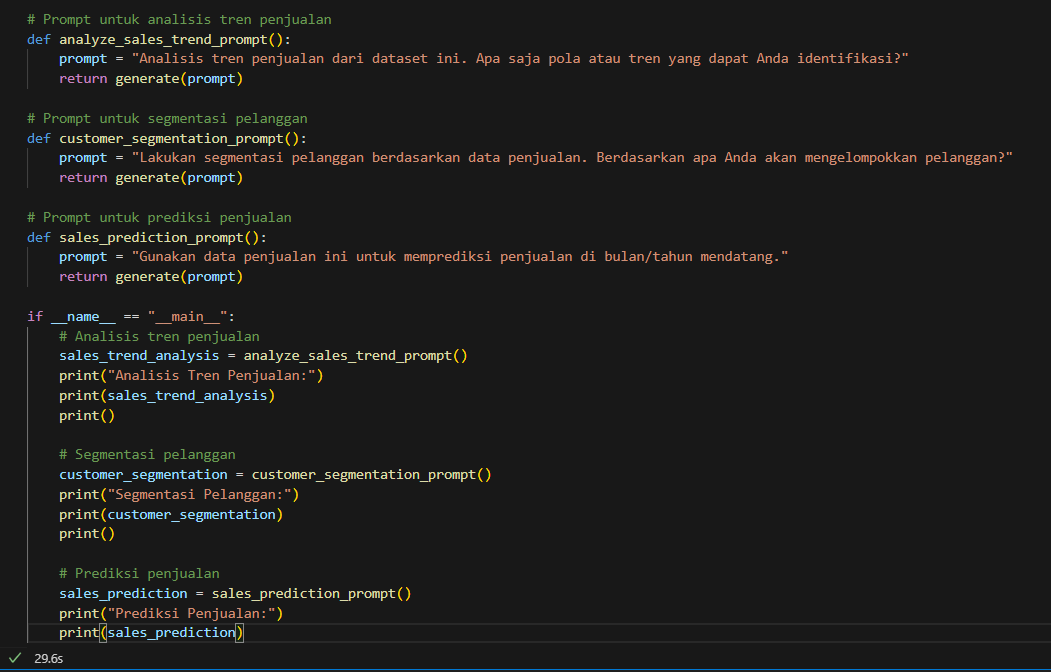 # Prompt untuk analisis tren penjualan
def analyze_sales_trend_prompt():
    prompt = "Analisis tren penjualan dari dataset ini. Apa saja pola atau tren yang dapat Anda identifikasi?"
    return generate(prompt)

# Prompt untuk segmentasi pelanggan
def customer_segmentation_prompt():
    prompt = "Lakukan segmentasi pelanggan berdasarkan data penjualan. Berdasarkan apa Anda akan mengelompokkan pelanggan?"
    return generate(prompt)

# Prompt untuk prediksi penjualan
def sales_prediction_prompt():
    prompt = "Gunakan data penjualan ini untuk memprediksi penjualan di bulan/tahun mendatang."
    return generate(prompt)

if __name__ == "__main__":
    # Analisis tren penjualan
    sales_trend_analysis = analyze_sales_trend_prompt()
    print("Analisis Tren Penjualan:")
    print(sales_trend_analysis)
    print()

    # Segmentasi pelanggan
    customer_segmentation = customer_segmentation_prompt()
    print("Segmentasi Pelanggan:")
    print(customer_segmentation)
    print()

    # Prediksi penjualan
    sales_prediction = sales_prediction_prompt()
    print("Prediksi Penjualan:")
    print(sales_prediction)
29.6s